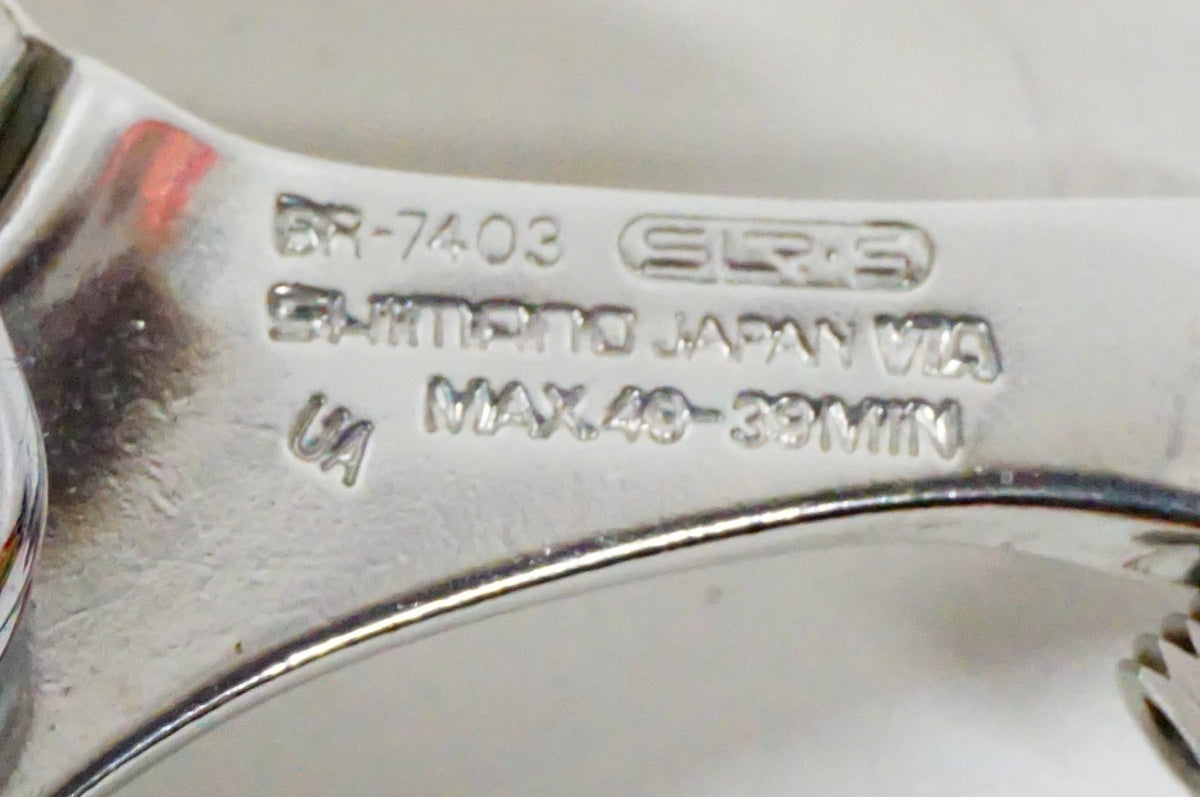 BR-7403 SLR·S
SHIMANO JAPAN VIA
UA MAX.49-39MIN